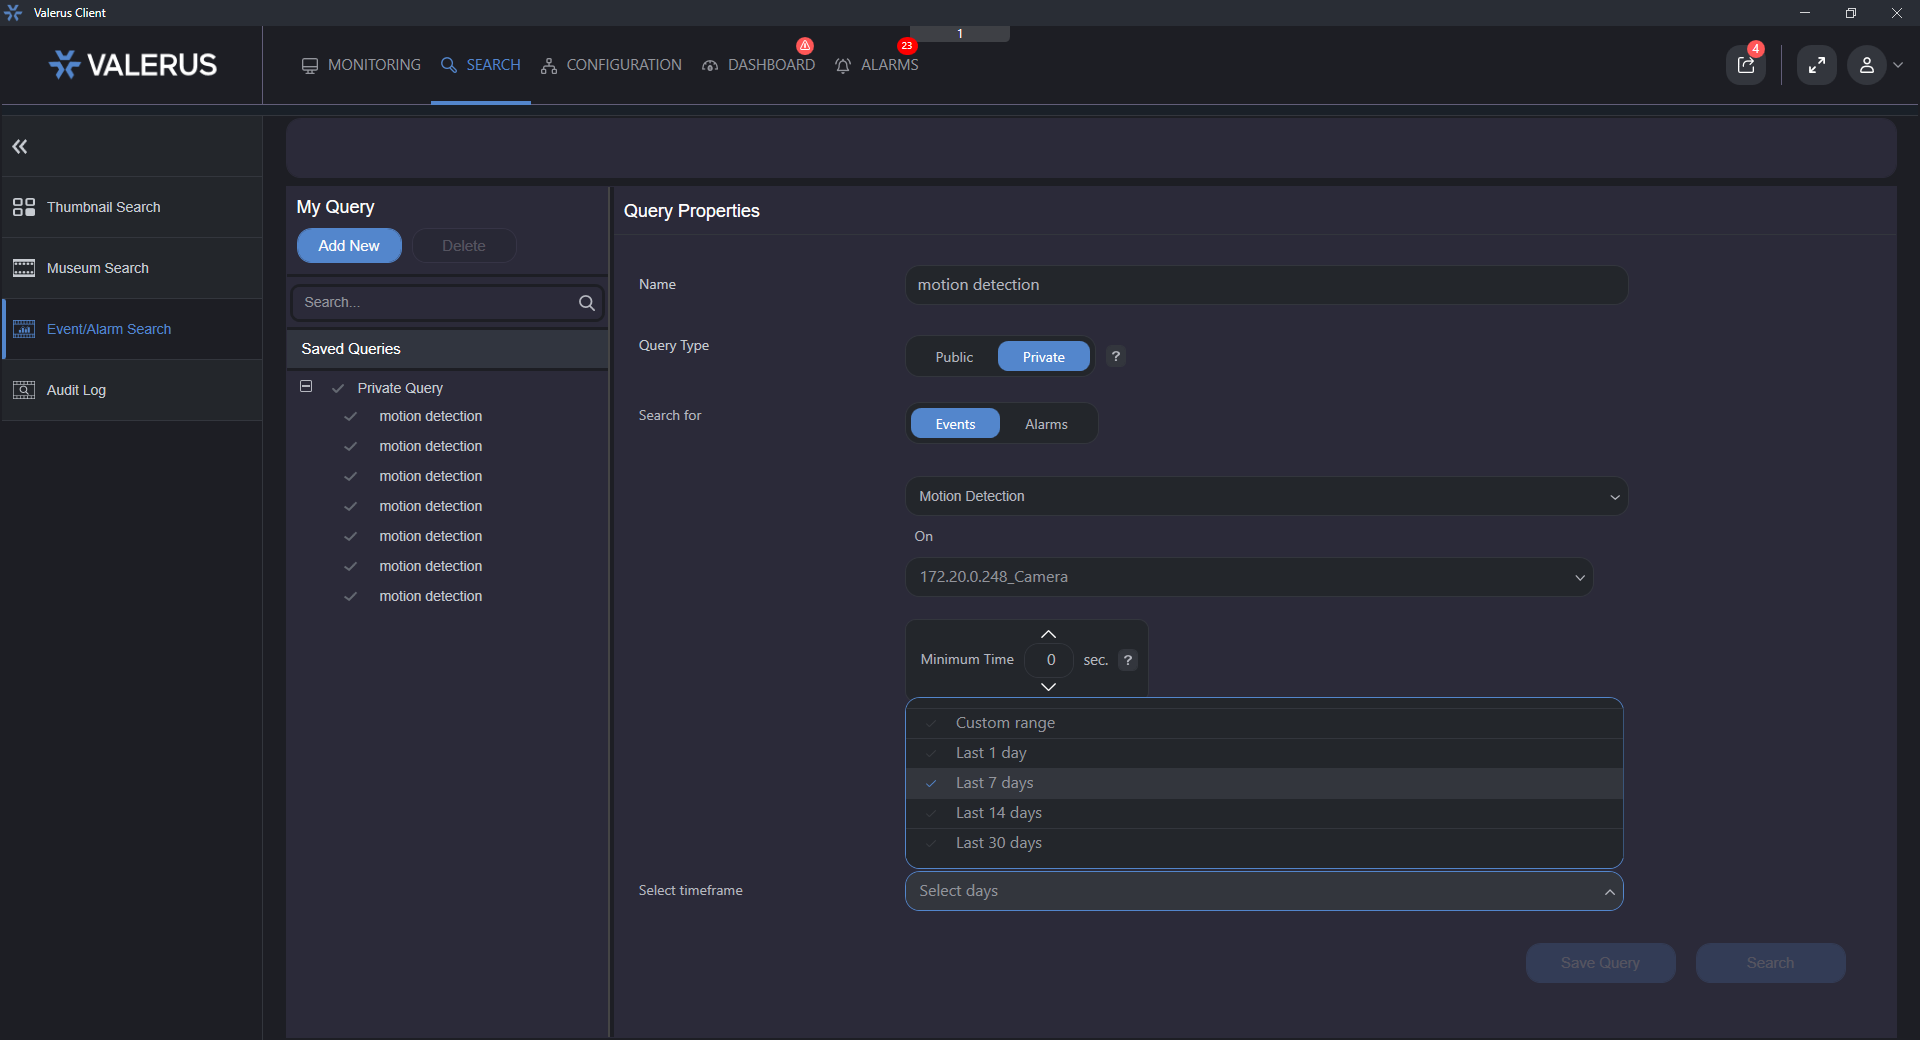 Valerus Client
1
VALERUS
MONITORING
SEARCH
CONFIGURATION
DASHBOARD
23
ALARMS
4
Thumbnail Search
Museum Search
Event/Alarm Search
Audit Log
My Query
Add New
Delete
Search...
Saved Queries
Private Query
motion detection
motion detection
motion detection
motion detection
motion detection
motion detection
motion detection
Query Properties
Name
motion detection
Query Type
Public
Private
?
Search for
Events
Alarms
Motion Detection
On
172.20.0.248_Camera
Minimum Time 0 sec. ?
Custom range
Last 1 day
Last 7 days
Last 14 days
Last 30 days
Select timeframe
Select days
Save Query
Search